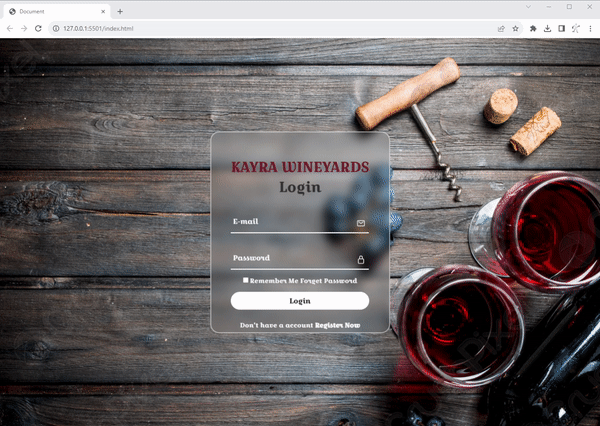 Document
127.0.0.1:5501/index.html
KAYRA WINEYARDS
Login
E-mail
Password
Remember Me Forget Password
Login
Don't have a account Register Now